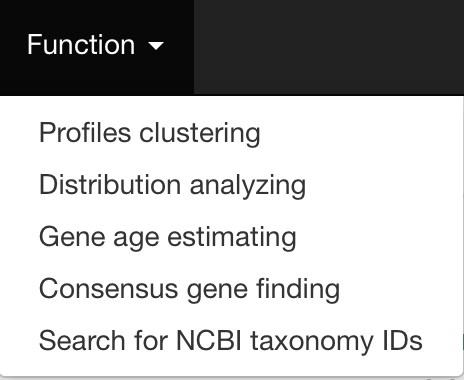 Function
Profiles clustering
Distribution analyzing
Gene age estimating
Consensus gene finding
Search for NCBI taxonomy IDs